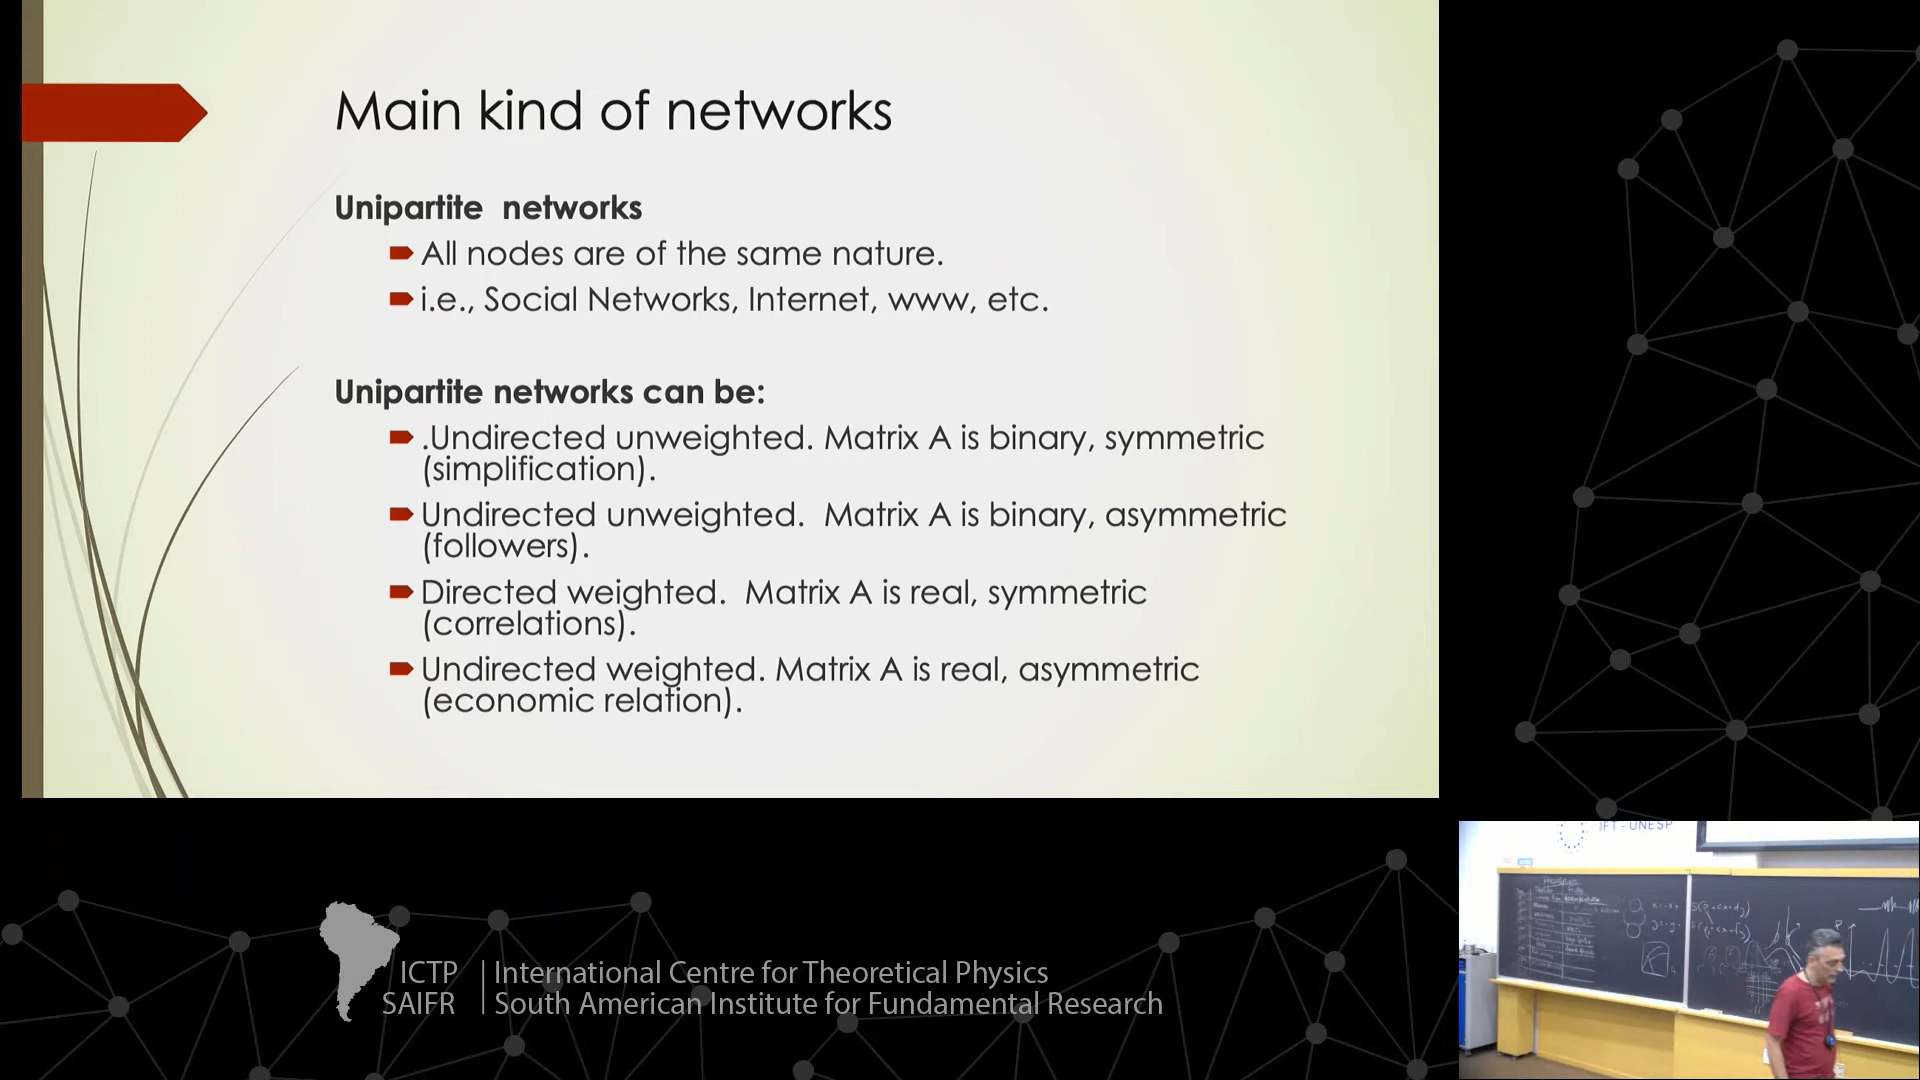 Main kind of networks
Unipartite  networks
All nodes are of the same nature.
i.e., Social Networks, Internet, www, etc.
Unipartite networks can be:
.Undirected unweighted. Matrix A is binary, symmetric
(simplification).
Undirected unweighted.  Matrix A is binary, asymmetric
(followers).
Directed weighted.  Matrix A is real, symmetric
(correlations).
Undirected weighted. Matrix A is real, asymmetric
(economic relation).
IFT - UNESP
ICTP
SAIFR
International Centre for Theoretical Physics
South American Institute for Fundamental Research